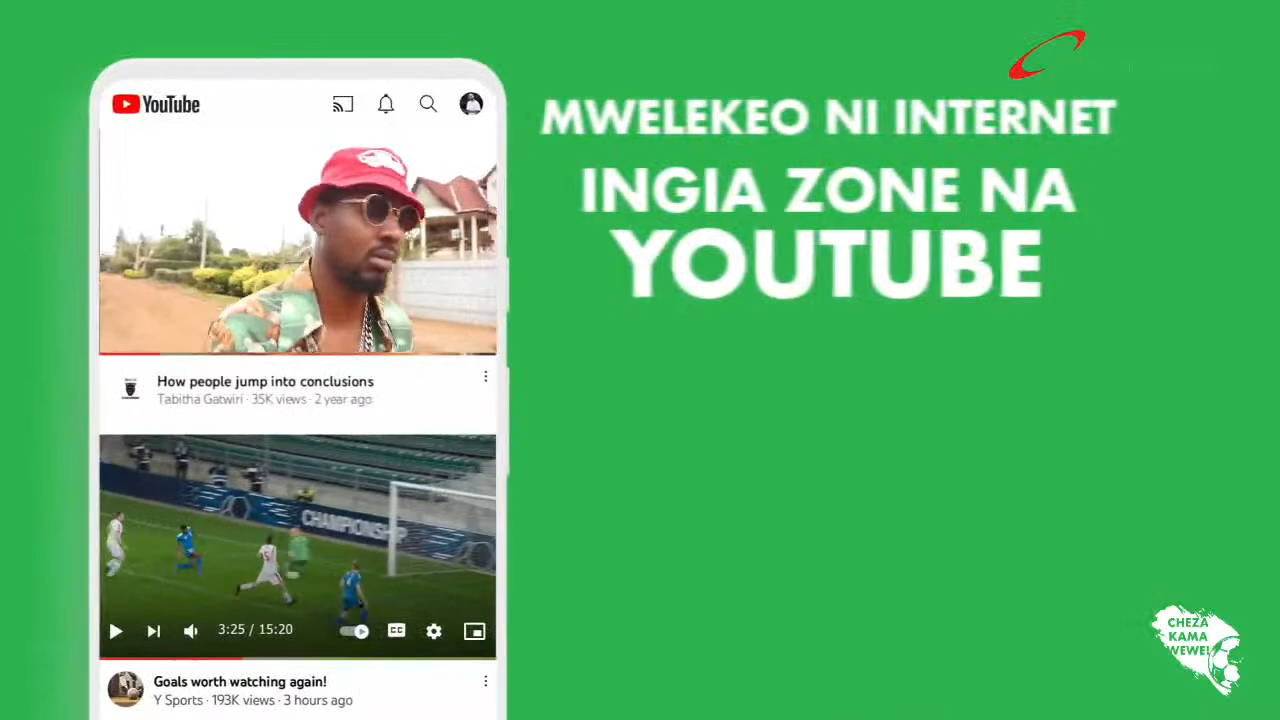 YouTube
MWELEKEO NI INTERNET
INGIA ZONE NA
YOUTUBE
How people jump into conclusions
Tabitha Gatwiri · 35K views · 2 year ago
CHAMPIONSHIP
3:25 / 15:20
CC
Goals worth watching again!
Y Sports · 193K views · 3 hours ago
CHEZA
KAMA
WEWE!